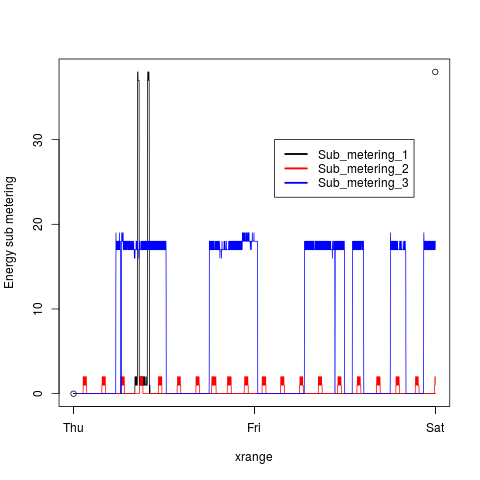 Energy sub metering
30
20
10
0
Sub_metering_1
Sub_metering_2
Sub_metering_3
Thu Fri Sat
xrange